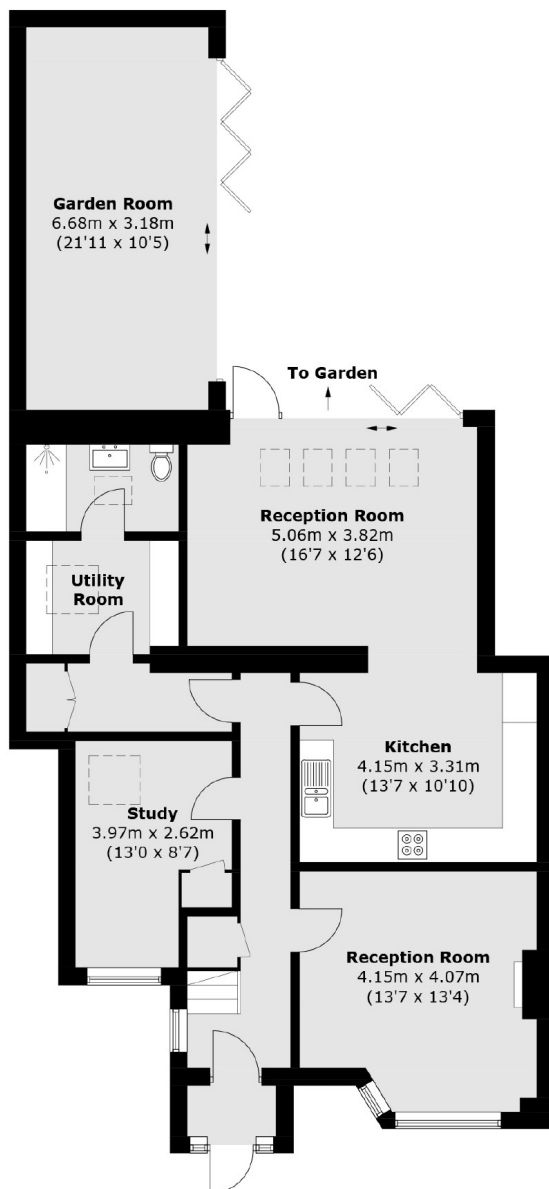 Garden Room
6.68m x 3.18m
(21'11 x 10'5)
To Garden
Reception Room
5.06m x 3.82m
(16'7 x 12'6)
Utility
Room
Kitchen
4.15m x 3.31m
(13'7 x 10'10)
Study
3.97m x 2.62m
(13'0 x 8'7)
Reception Room
4.15m x 4.07m
(13'7 x 13'4)